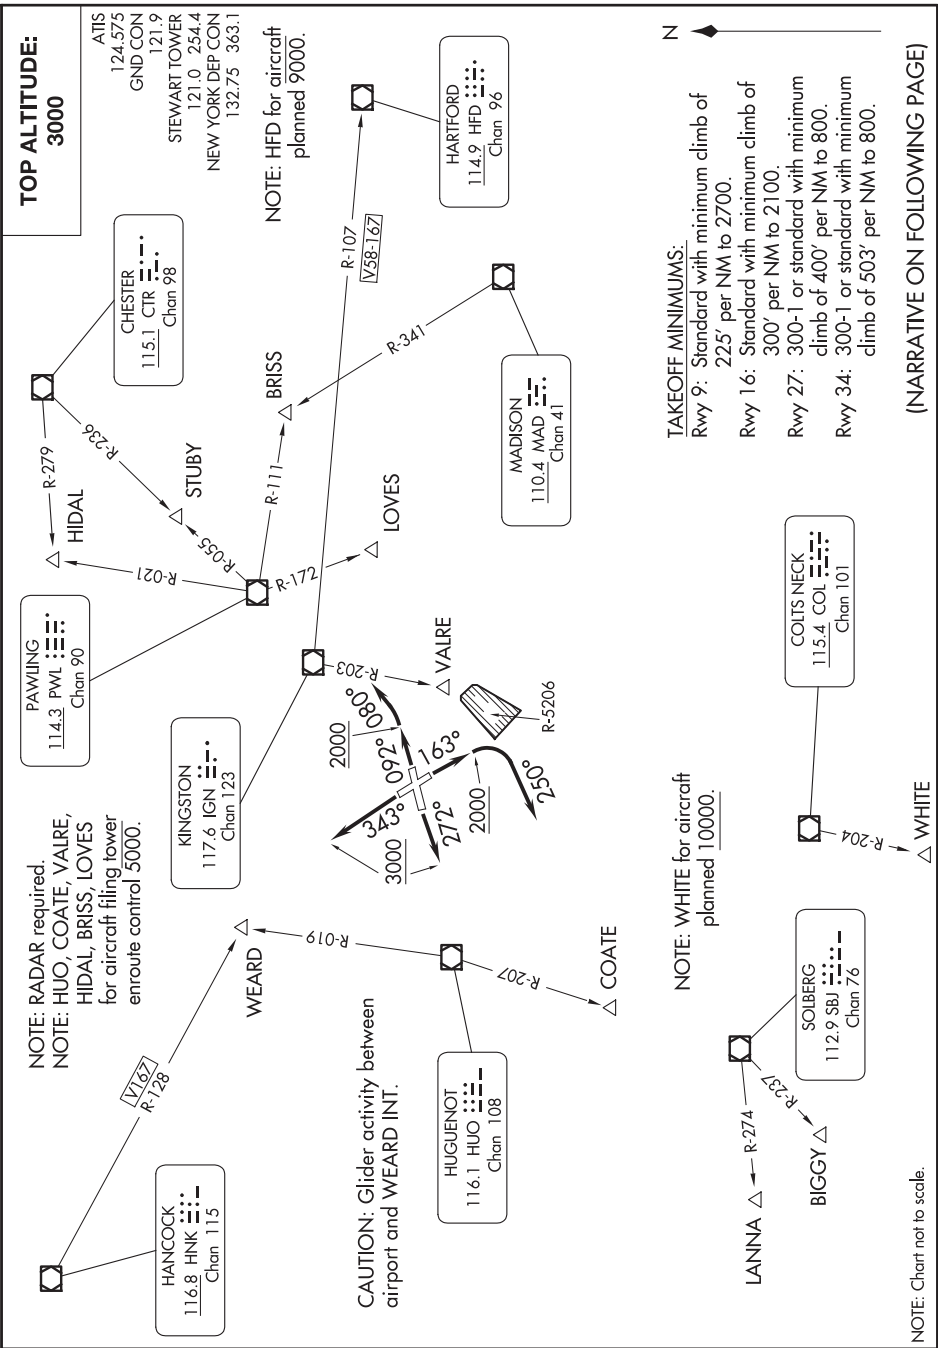 TOP ALTITUDE:
3000
ATIS
124.575
GND CON
121.9
STEWART TOWER
121.0 254.4
NEW YORK DEP CON
132.75 363.1
NOTE: RADAR required.
NOTE: HUO, COATE, VALRE,
HIDAL, BRISS, LOVES
for aircraft filing tower
enroute control 5000.
HANCOCK
116.8 HNK
Chan 115
V167
R-128
WEARD
R-019
CAUTION: Glider activity between
airport and WEARD INT.
HUGUENOT
116.1 HUO
Chan 108
R-207
COATE
PAWLING
114.3 PWL
Chan 90
R-021
HIDAL
R-279
R-055
STUBY
R-236
CHESTER
115.1 CTR
Chan 98
R-111
BRISS
R-172
LOVES
KINGSTON
117.6 IGN
Chan 123
R-203
VALRE
R-107
V58-167
NOTE: HFD for aircraft
planned 9000.
HARTFORD
114.9 HFD
Chan 96
R-341
MADISON
110.4 MAD
Chan 41
343°
3000
272°
092°
2000
080°
163°
2000
250°
R-5206
NOTE: WHITE for aircraft
planned 10000.
COLTS NECK
115.4 COL
Chan 101
R-204
WHITE
SOLBERG
112.9 SBJ
Chan 76
R-274
LANNA
R-237
BIGGY
N
TAKEOFF MINIMUMS:
Rwy 9: Standard with minimum climb of
225' per NM to 2700.
Rwy 16: Standard with minimum climb of
300' per NM to 2100.
Rwy 27: 300-1 or standard with minimum
climb of 400' per NM to 800.
Rwy 34: 300-1 or standard with minimum
climb of 503' per NM to 800.
NOTE: Chart not to scale.
(NARRATIVE ON FOLLOWING PAGE)